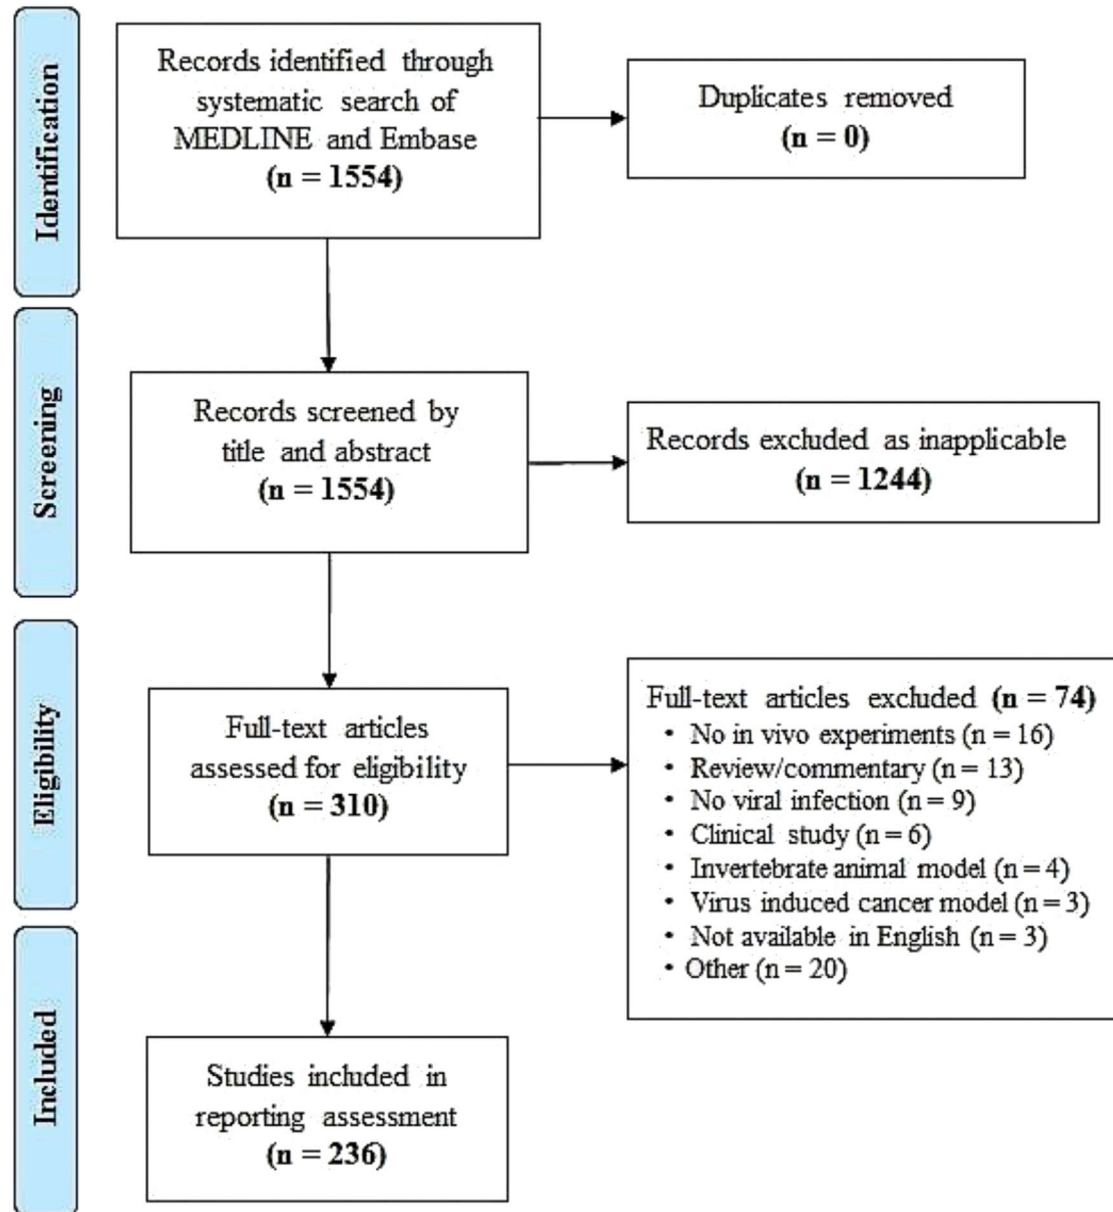 Identification
Records identified through
systematic search of
MEDLINE and Embase
(n = 1554)
Duplicates removed
(n = 0)
Screening
Records screened by
title and abstract
(n = 1554)
Records excluded as inapplicable
(n = 1244)
Eligibility
Full-text articles
assessed for eligibility
(n = 310)
Full-text articles excluded (n = 74)
• No in vivo experiments (n = 16)
• Review/commentary (n = 13)
• No viral infection (n = 9)
• Clinical study (n = 6)
• Invertebrate animal model (n = 4)
• Virus induced cancer model (n = 3)
• Not available in English (n = 3)
• Other (n = 20)
Included
Studies included in
reporting assessment
(n = 236)